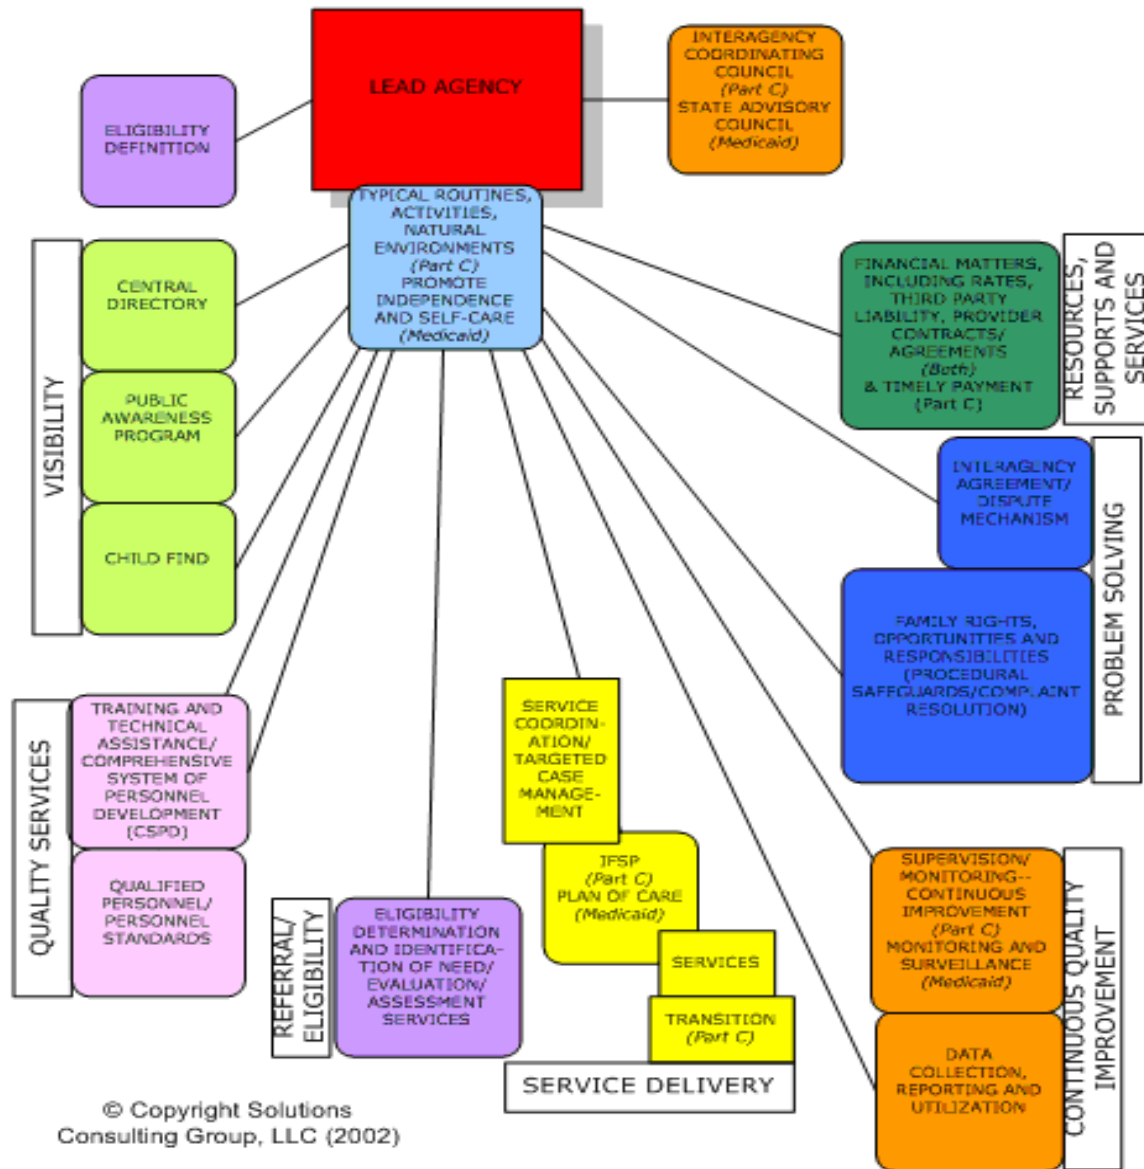 LEAD AGENCY
INTERAGENCY
COORDINATING
COUNCIL
(Part C)
STATE ADVISORY
COUNCIL
(Medicaid)
ELIGIBILITY
DEFINITION
TYPICAL ROUTINES,
ACTIVITIES,
NATURAL
ENVIRONMENTS
(Part C)
PROMOTE
INDEPENDENCE
AND SELF-CARE
(Medicaid)
VISIBILITY
CENTRAL
DIRECTORY
PUBLIC
AWARENESS
PROGRAM
CHILD FIND
FINANCIAL MATTERS,
INCLUDING RATES,
THIRD PARTY
LIABILITY, PROVIDER
CONTRACTS/
AGREEMENTS
(Both)
& TIMELY PAYMENT
(Part C)
RESOURCES,
SUPPORTS AND
SERVICES
INTERAGENCY
AGREEMENT/
DISPUTE
MECHANISM
FAMILY RIGHTS,
OPPORTUNITIES AND
RESPONSIBILITIES
(PROCEDURAL
SAFEGUARDS/COMPLAINT
RESOLUTION)
PROBLEM SOLVING
QUALITY SERVICES
TRAINING AND
TECHNICAL
ASSISTANCE/
COMPREHENSIVE
SYSTEM OF
PERSONNEL
DEVELOPMENT
(CSPD)
QUALIFIED
PERSONNEL/
PERSONNEL
STANDARDS
REFERRAL/
ELIGIBILITY
ELIGIBILITY
DETERMINATION
AND IDENTIFICA-
TION OF NEED/
EVALUATION/
ASSESSMENT
SERVICES
SERVICE
COORDIN-
ATION/
TARGETED
CASE
MANAGE-
MENT
IFSP
(Part C)
PLAN OF CARE
(Medicaid)
SERVICES
TRANSITION
(Part C)
SERVICE DELIVERY
SUPERVISION/
MONITORING--
CONTINUOUS
IMPROVEMENT
(Part C)
MONITORING AND
SURVEILLANCE
(Medicaid)
DATA
COLLECTION,
REPORTING AND
UTILIZATION
CONTINUOUS QUALITY
IMPROVEMENT
© Copyright Solutions
Consulting Group, LLC (2002)